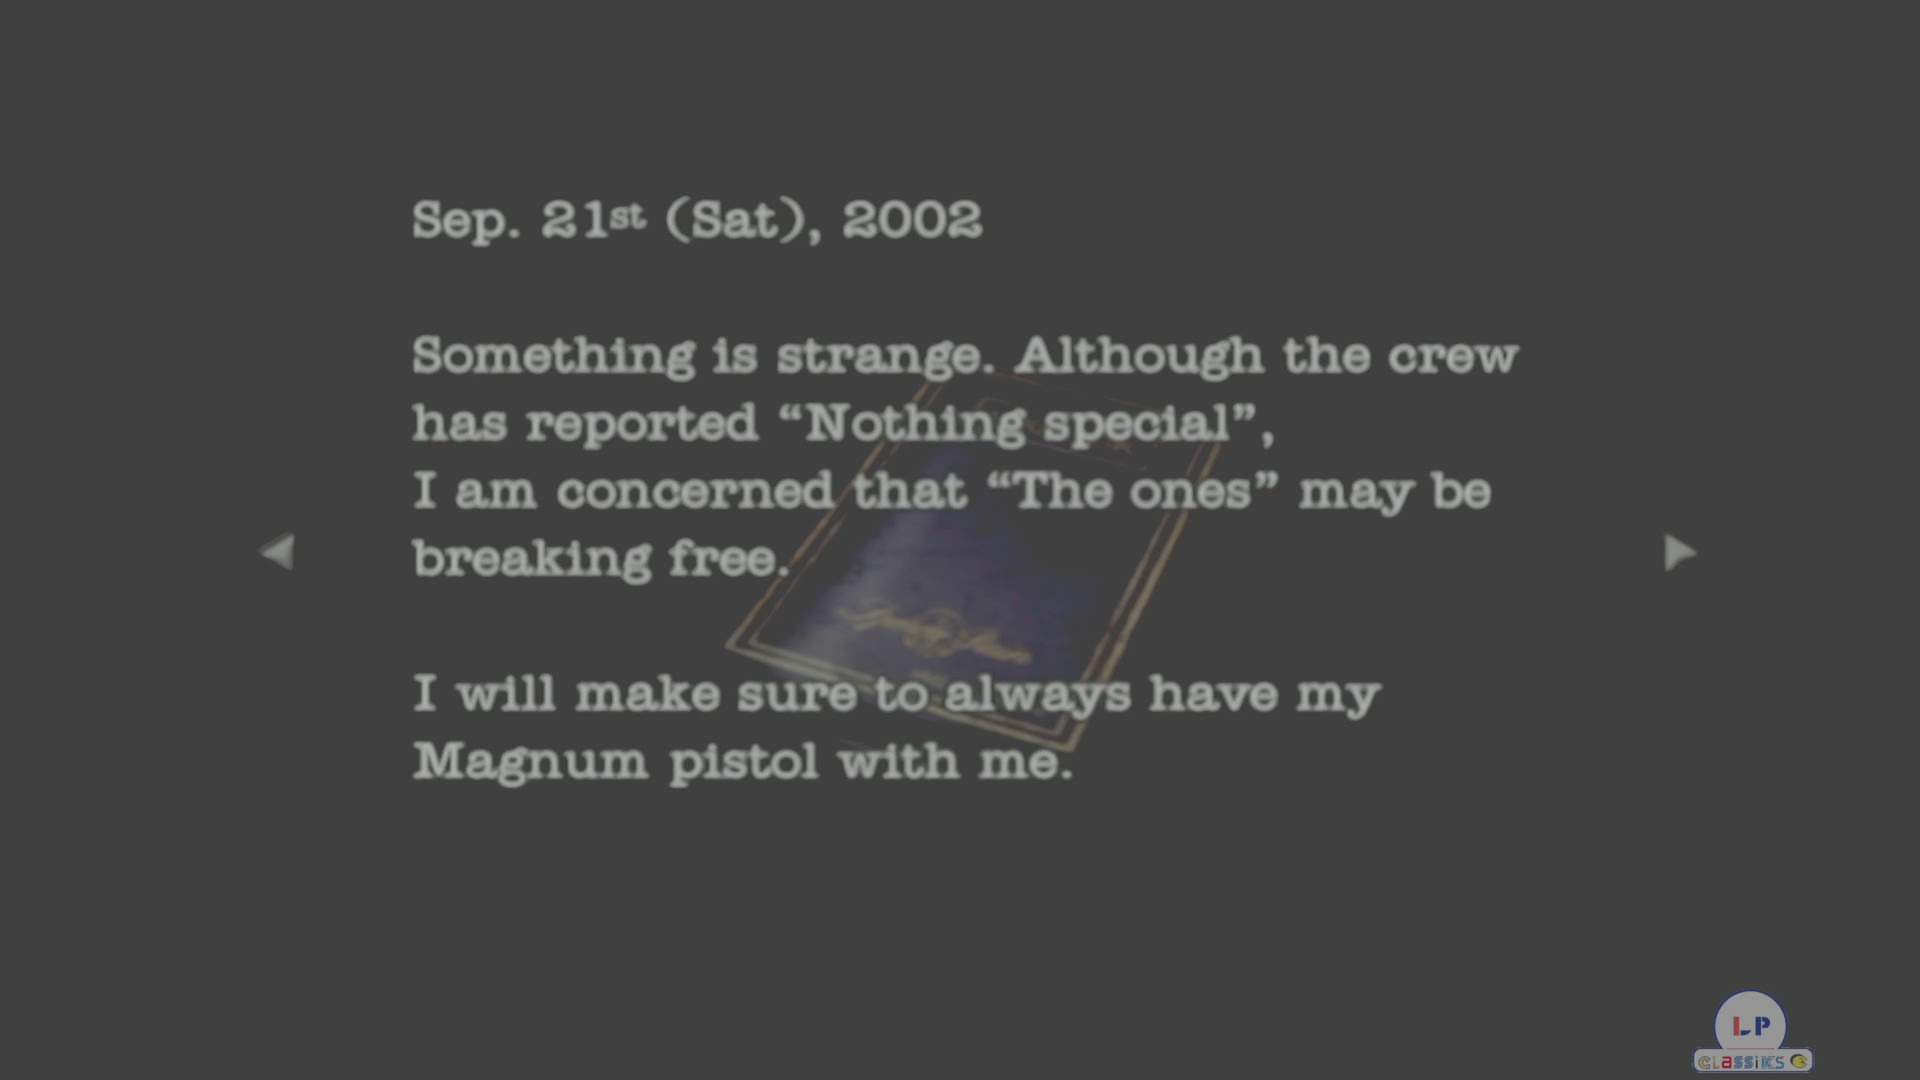 Sep. 21st (Sat), 2002
Something is strange. Although the crew
has reported “Nothing special”,
I am concerned that “The ones” may be
breaking free.
I will make sure to always have my
Magnum pistol with me.
LP
CLASSIKS